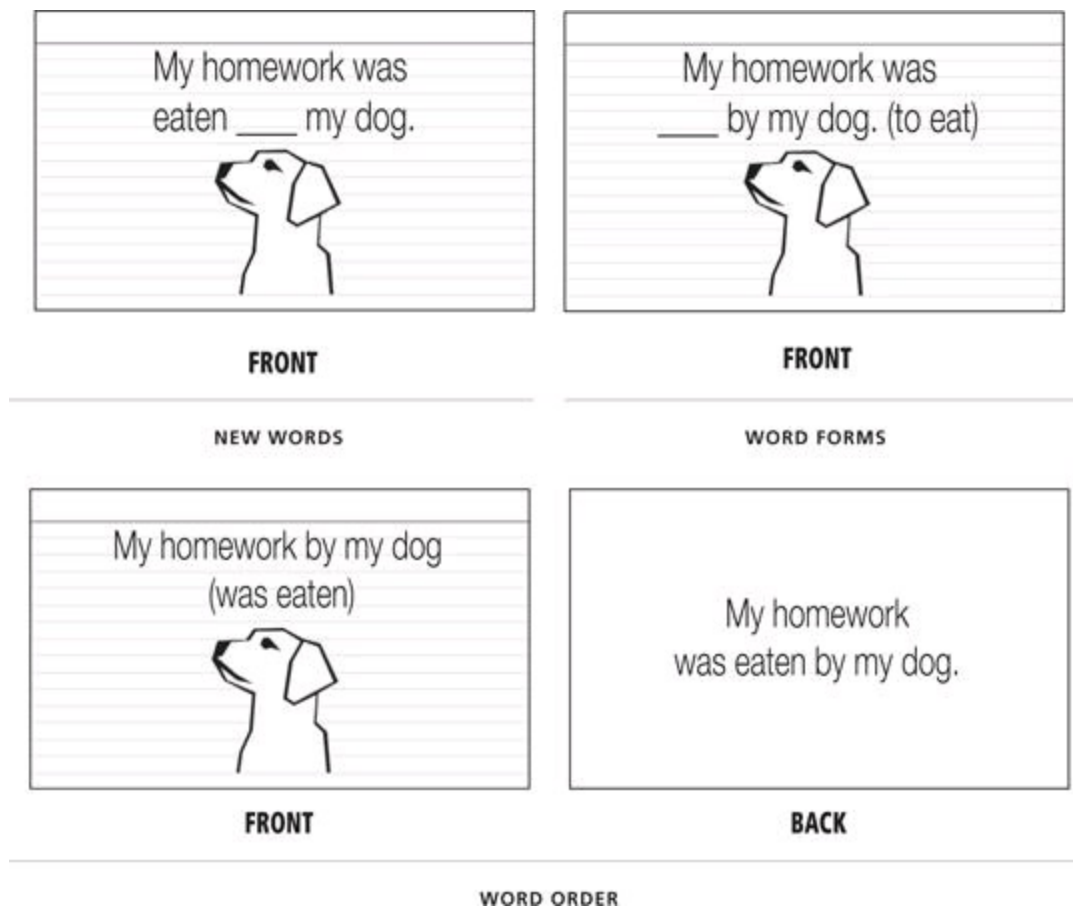 My homework was
eaten ____ my dog.
FRONT
NEW WORDS
My homework was
____ by my dog. (to eat)
FRONT
WORD FORMS
My homework by my dog
(was eaten)
FRONT
My homework
was eaten by my dog.
BACK
WORD ORDER